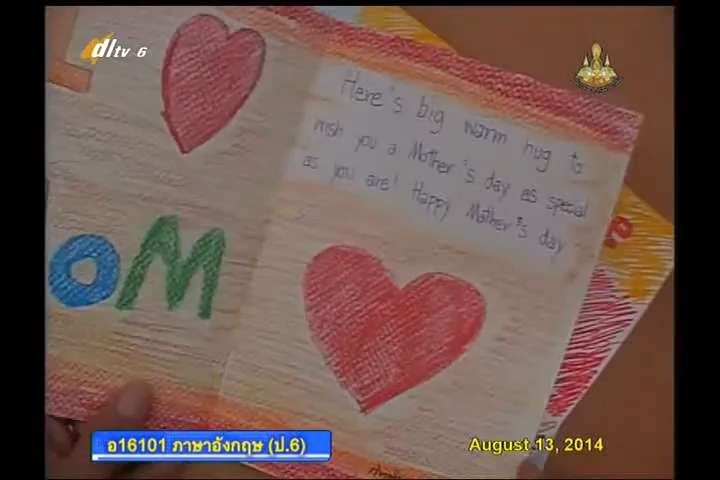 dltv 6
Here's big warm hug to
wish you a Mother's day as special
as you are! Happy Mother's day
OM
P
อ16101 ภาษาอังกฤษ (ป.6)
August 13, 2014